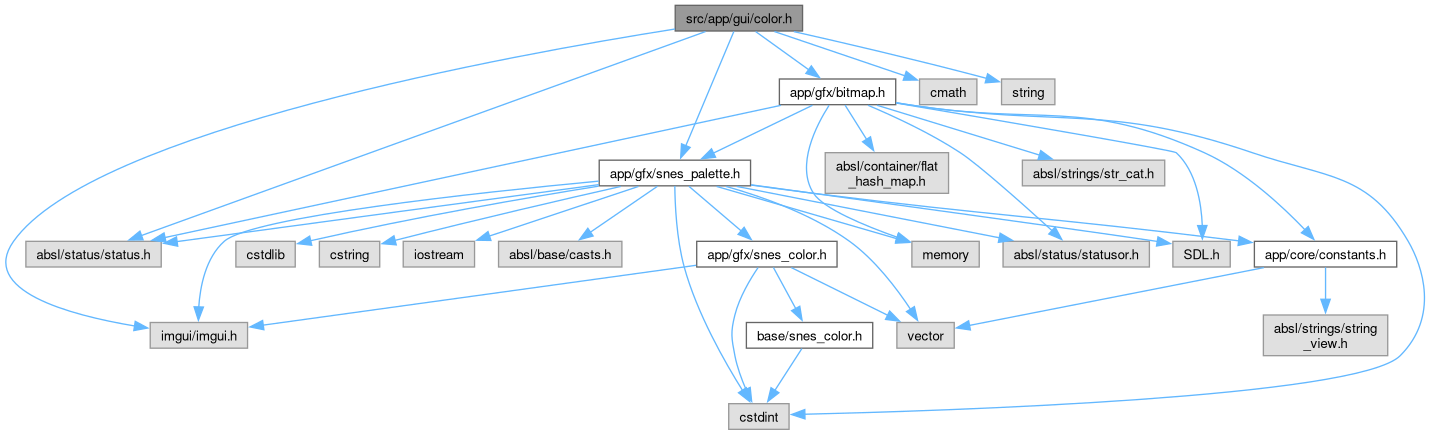 src/app/gui/color.h
app/gfx/bitmap.h
cmath
string
app/gfx/snes_palette.h
absl/container/flat
_hash_map.h
absl/strings/str_cat.h
absl/status/status.h
cstdlib
cstring
iostream
absl/base/casts.h
app/gfx/snes_color.h
memory
absl/status/statusor.h
SDL.h
app/core/constants.h
imgui/imgui.h
base/snes_color.h
vector
absl/strings/string
_view.h
cstdint